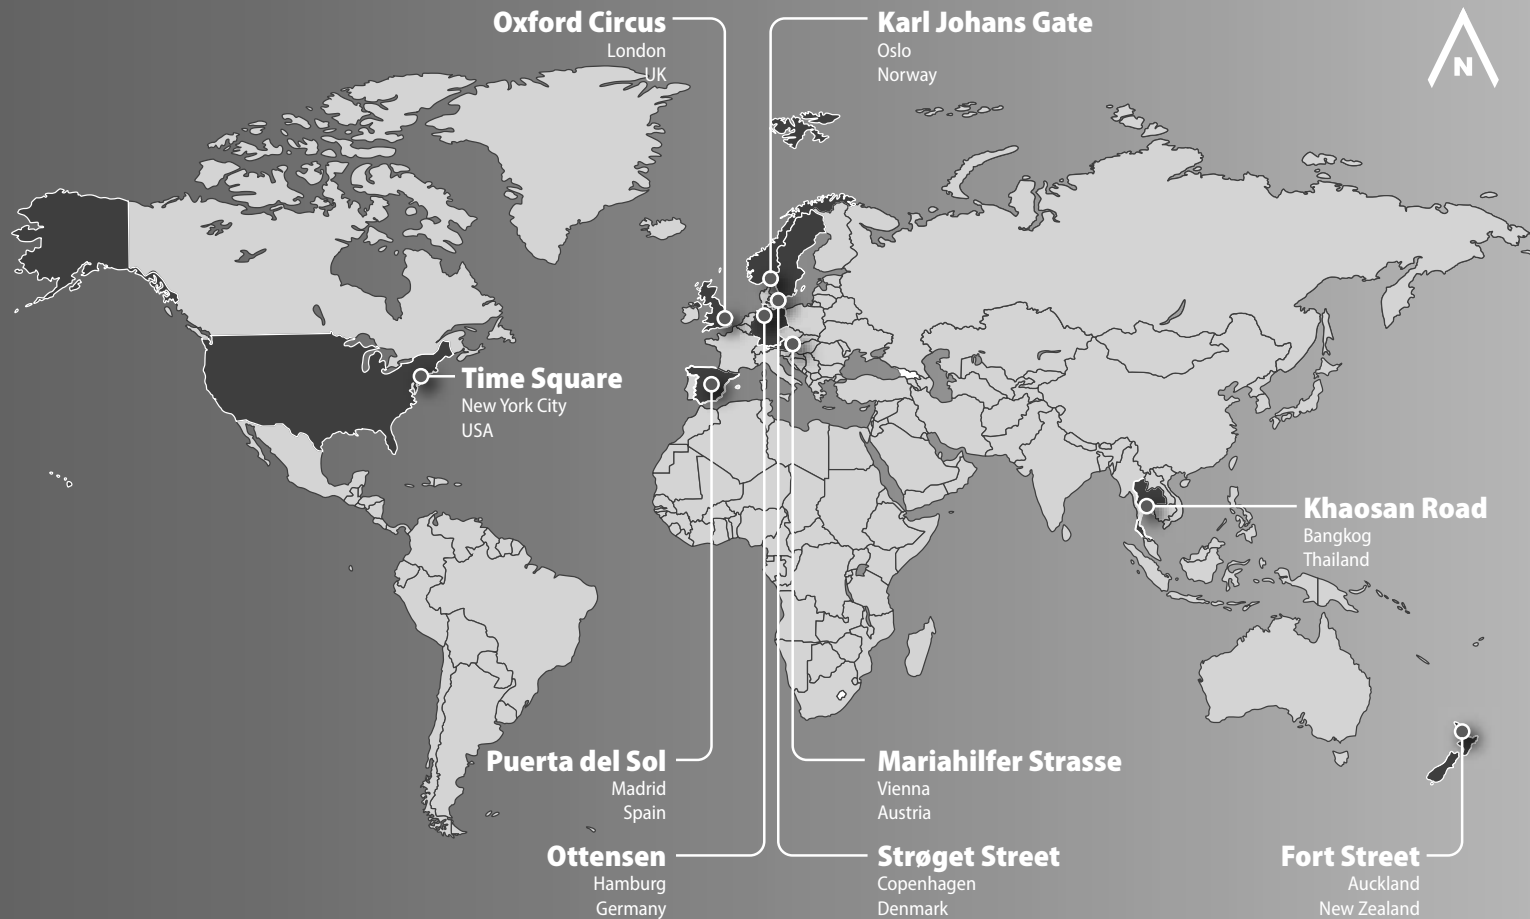 Oxford Circus
London
UK
Karl Johans Gate
Oslo
Norway
N
Time Square
New York City
USA
Khaosan Road
Bangkog
Thailand
Puerta del Sol
Madrid
Spain
Mariahilfer Strasse
Vienna
Austria
Ottensen
Hamburg
Germany
Strøget Street
Copenhagen
Denmark
Fort Street
Auckland
New Zealand